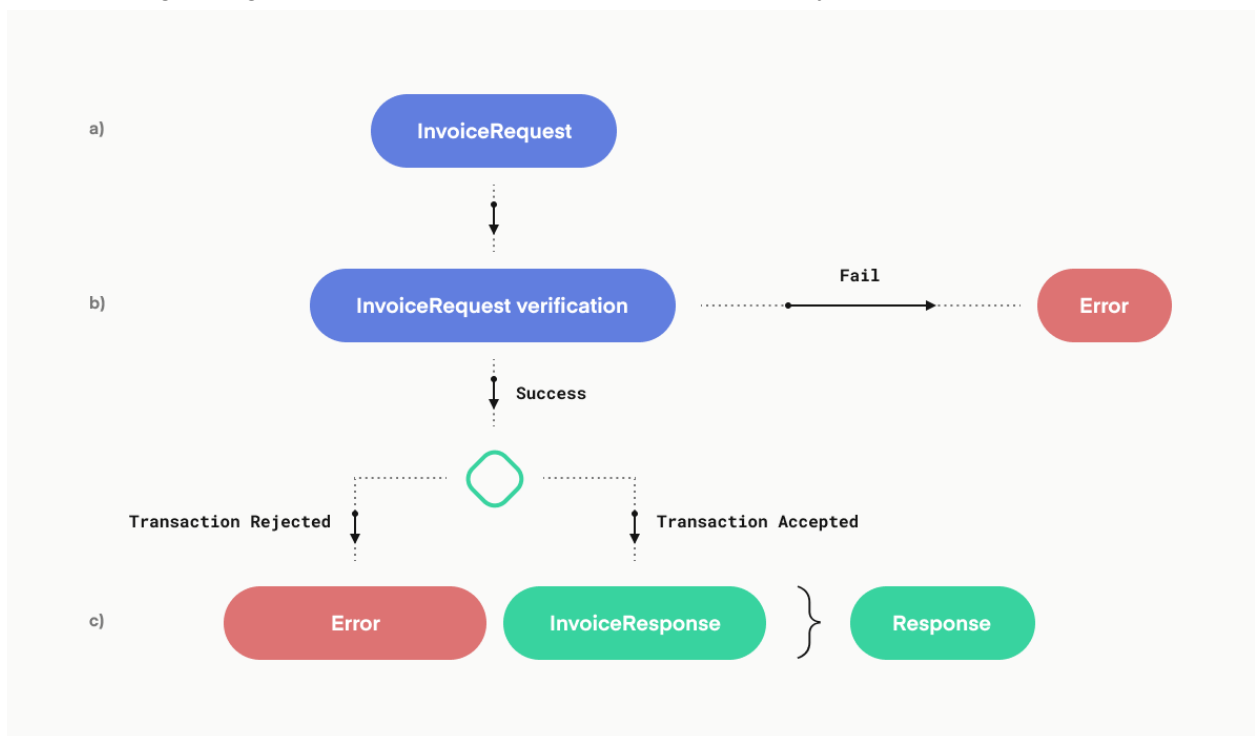 a)
InvoiceRequest
b)
InvoiceRequest verification
Fail
Error
Success
Transaction Rejected
Transaction Accepted
c)
Error
InvoiceResponse
Response